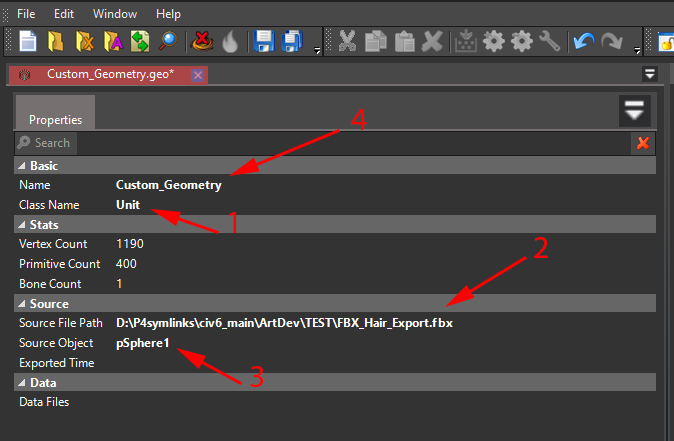 File Edit Window Help
Custom_Geometry.geo*
Properties
4
Search
Basic
Name Custom_Geometry
Class Name Unit
1
Stats
Vertex Count 1190
2
Primitive Count 400
Bone Count 1
Source
Source File Path D:\P4symlinks\civ6_main\ArtDev\TEST\FBX_Hair_Export.fbx
Source Object pSphere1
Exported Time
3
Data
Data Files